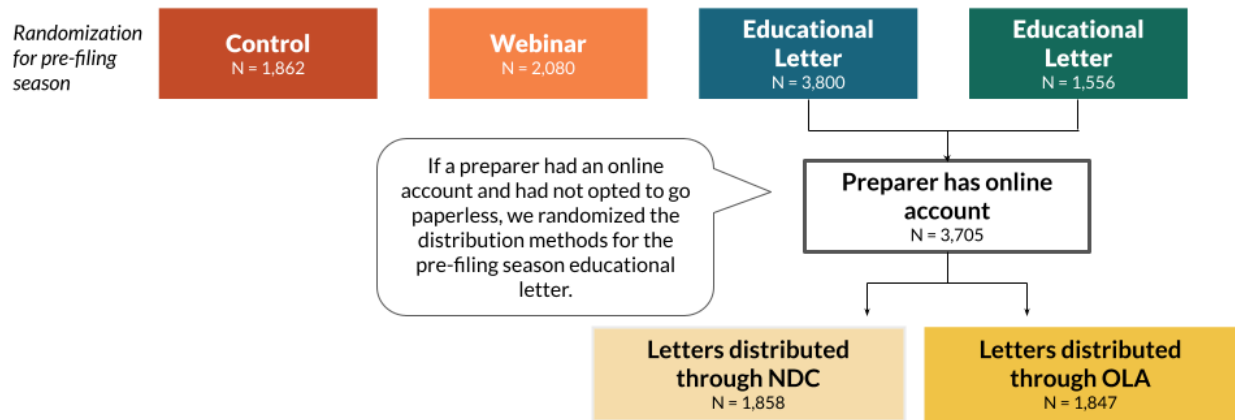 Randomization
for pre-filing
season
Control
N = 1,862
Webinar
N = 2,080
Educational
Letter
N = 3,800
Educational
Letter
N = 1,556
If a preparer had an online
account and had not opted to go
paperless, we randomized the
distribution methods for the
pre-filing season educational
letter.
Preparer has online
account
N = 3,705
Letters distributed
through NDC
N = 1,858
Letters distributed
through OLA
N = 1,847